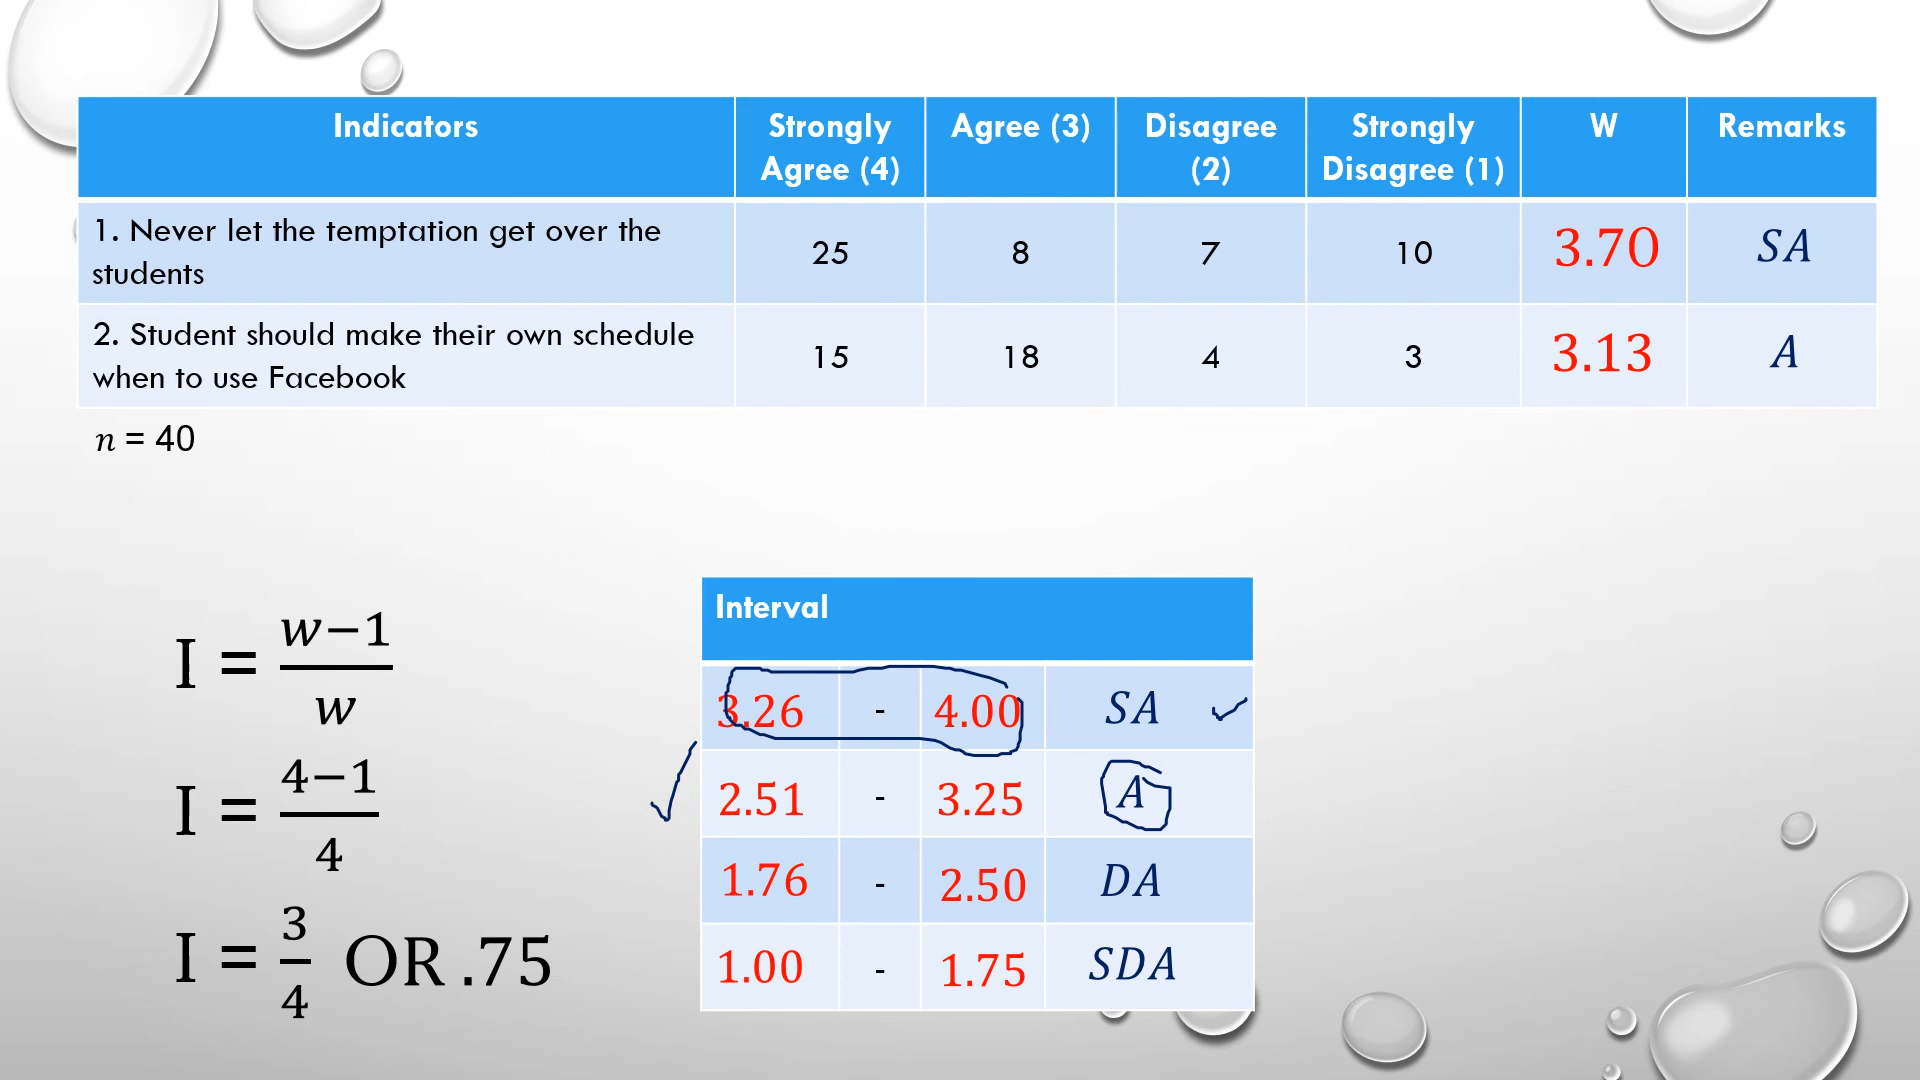 Indicators Strongly Agree (4) Agree (3) Disagree (2) Strongly Disagree (1) W Remarks
1. Never let the temptation get over the students 25 8 7 10 3.70 SA
2. Student should make their own schedule when to use Facebook 15 18 4 3 3.13 A
n = 40
I = w−1/w
I = 4−1/4
I = 3/4 OR .75
Interval
3.26 - 4.00 SA
2.51 - 3.25 A
1.76 - 2.50 DA
1.00 - 1.75 SDA